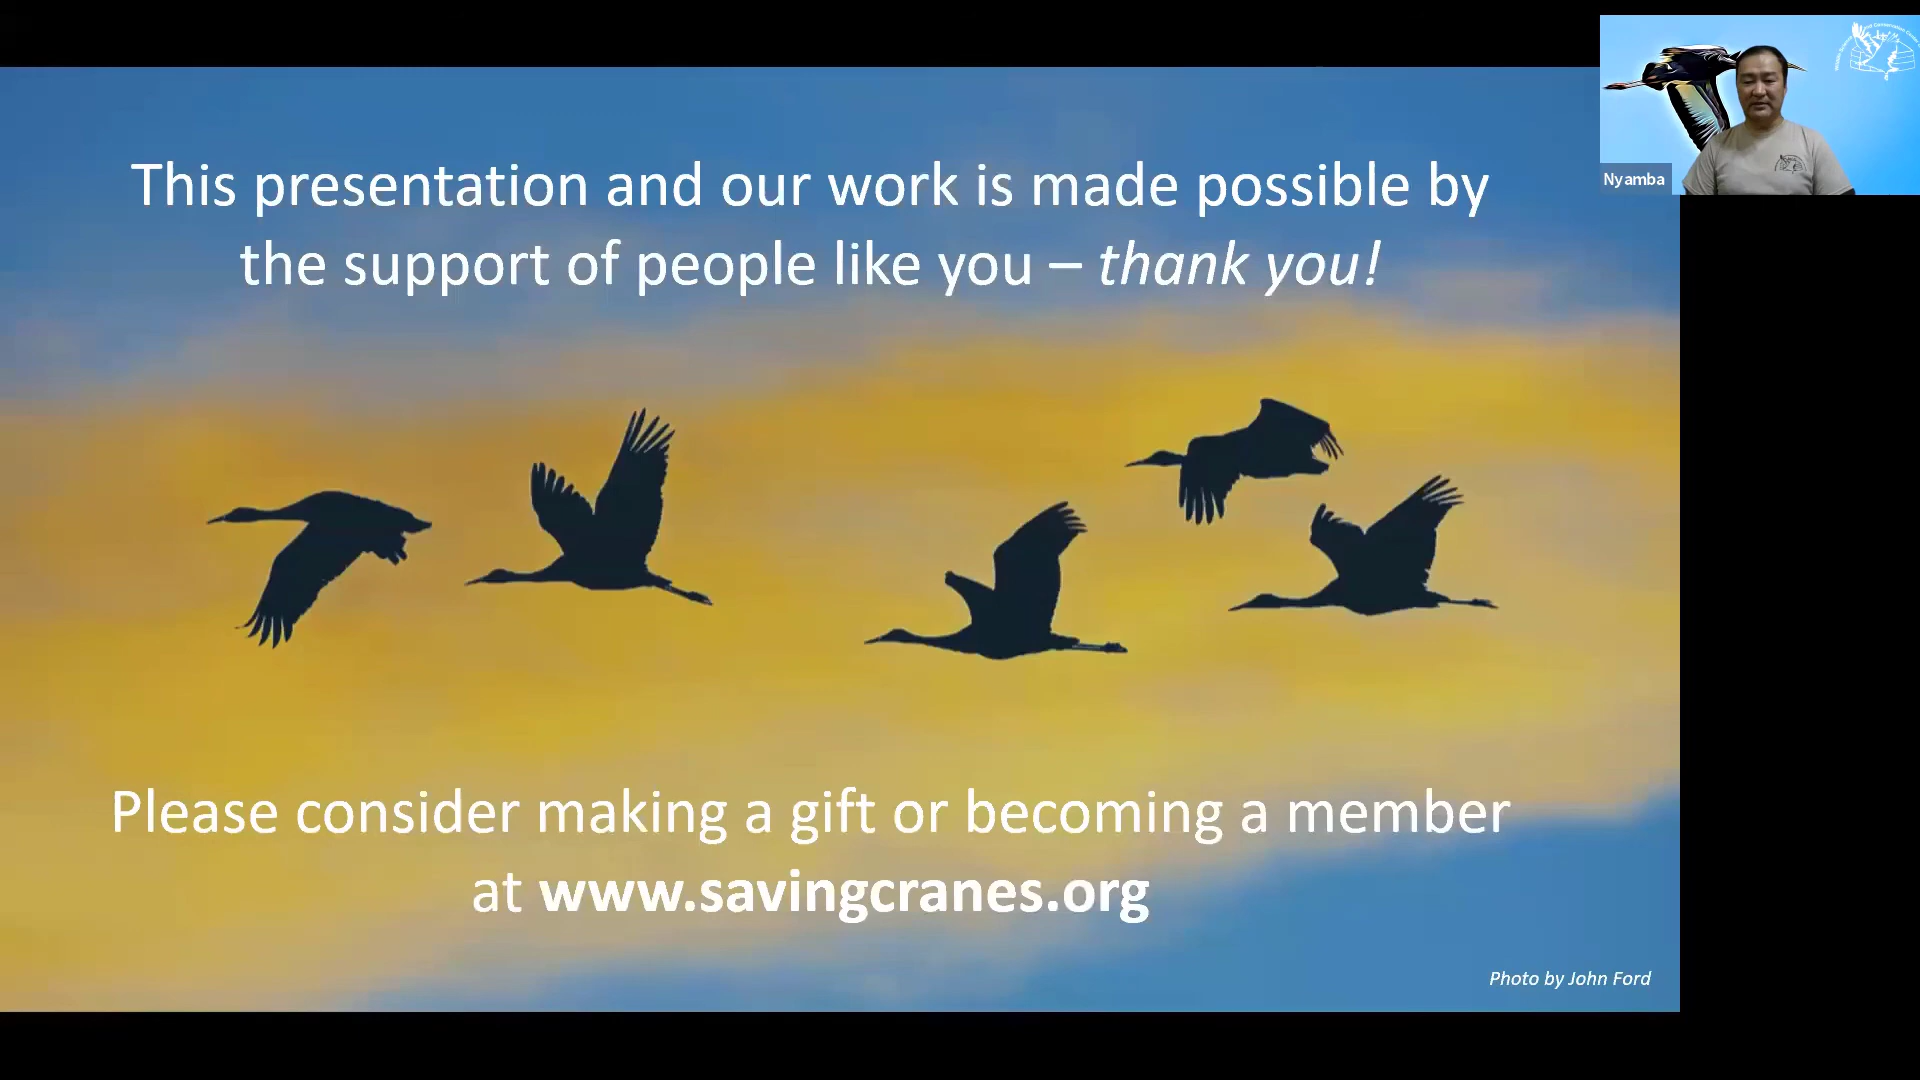 This presentation and our work is made possible by
the support of people like you – thank you!
Nyamba
Please consider making a gift or becoming a member
at www.savingcranes.org
Photo by John Ford